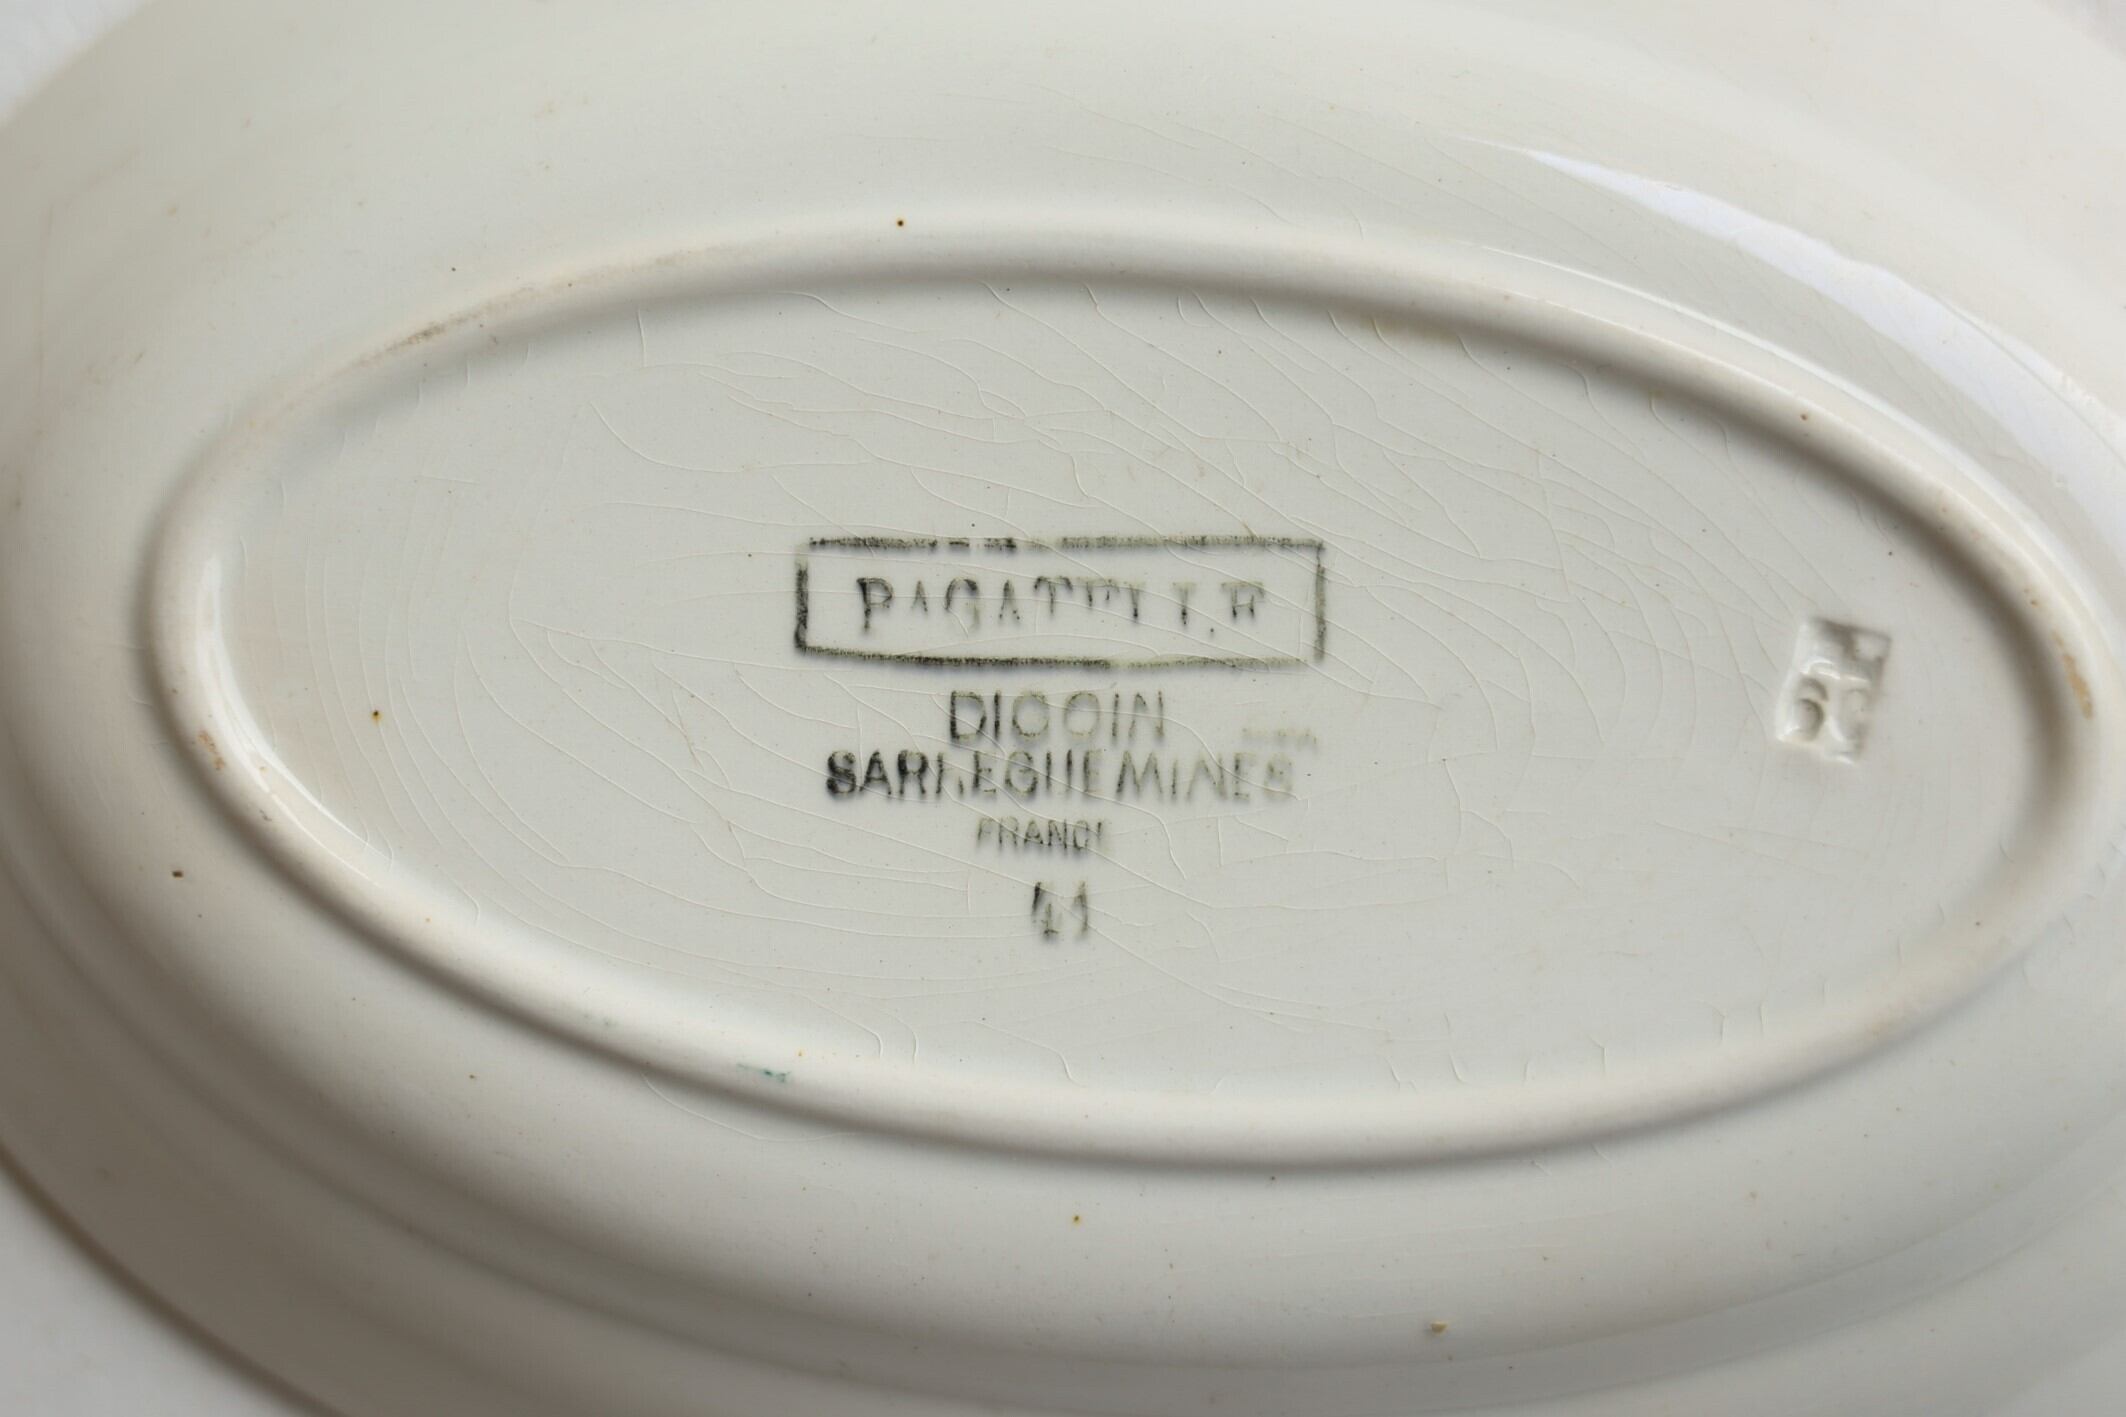 BAGATELLE
DIGOIN
SARREGUEMINES
FRANCE
41